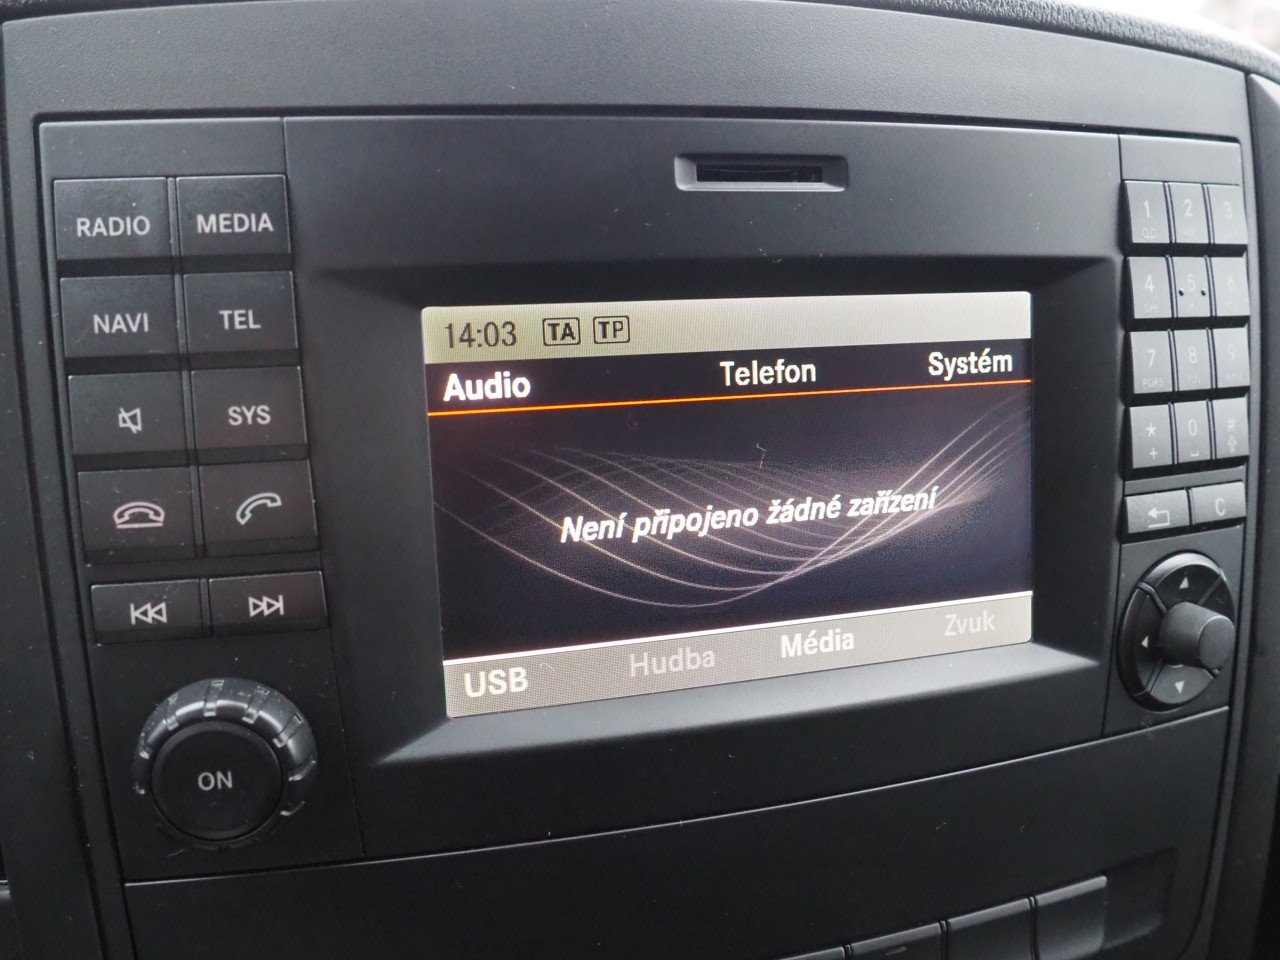 RADIO MEDIA
NAVI TEL
SYS
ON
14:03 TA TP
Audio Telefon Systém
Není připojeno žádné zařízení
USB Hudba Média Zvuk
1 2 3
4 5 6
7 8 9
PQRS
* 0 #
+
C